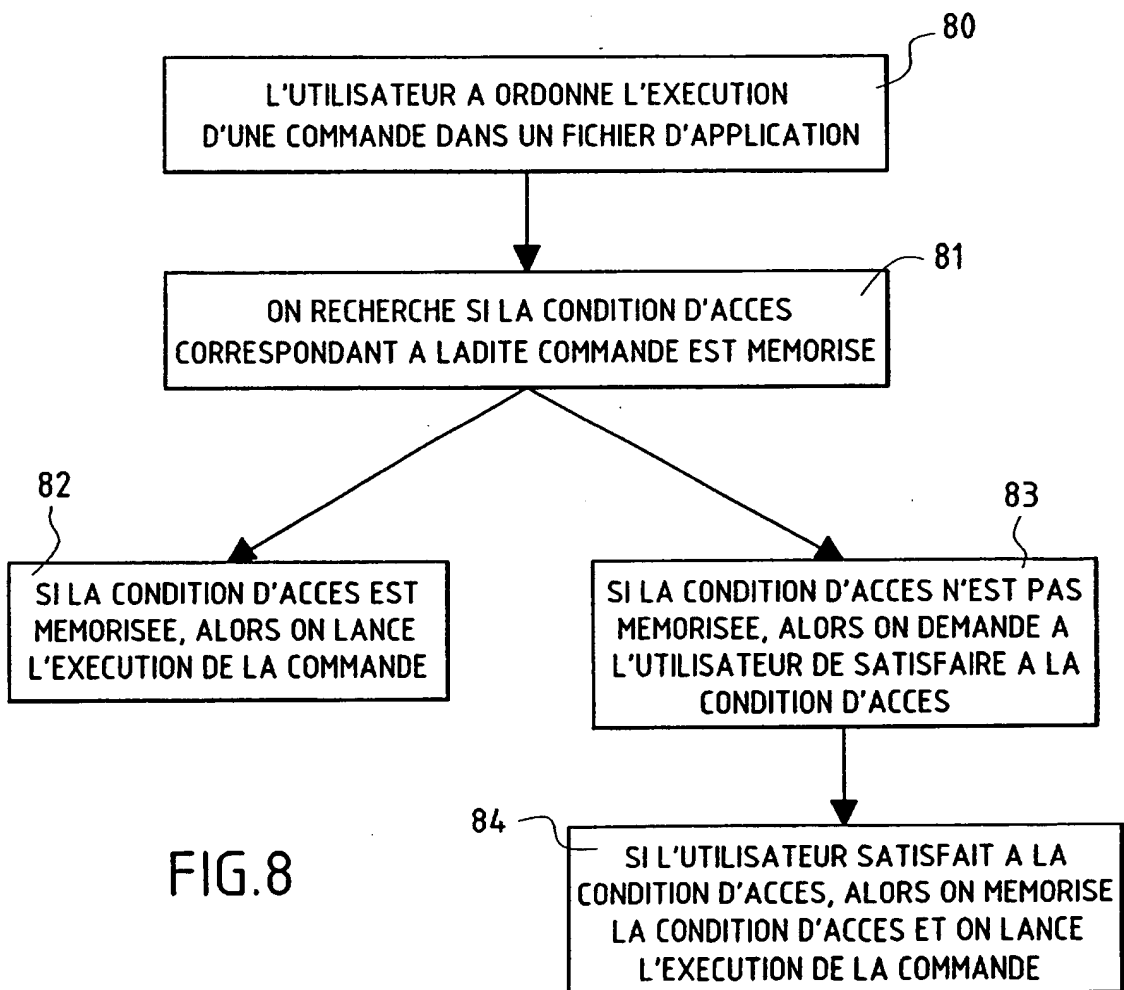 80
L'UTILISATEUR A ORDONNE L'EXECUTION
D'UNE COMMANDE DANS UN FICHIER D'APPLICATION
81
ON RECHERCHE SI LA CONDITION D'ACCES
CORRESPONDANT A LADITE COMMANDE EST MEMORISE
82
SI LA CONDITION D'ACCES EST
MEMORISEE, ALORS ON LANCE
L'EXECUTION DE LA COMMANDE
83
SI LA CONDITION D'ACCES N'EST PAS
MEMORISEE, ALORS ON DEMANDE A
L'UTILISATEUR DE SATISFAIRE A LA
CONDITION D'ACCES
84
SI L'UTILISATEUR SATISFAIT A LA
CONDITION D'ACCES, ALORS ON MEMORISE
LA CONDITION D'ACCES ET ON LANCE
L'EXECUTION DE LA COMMANDE
FIG.8